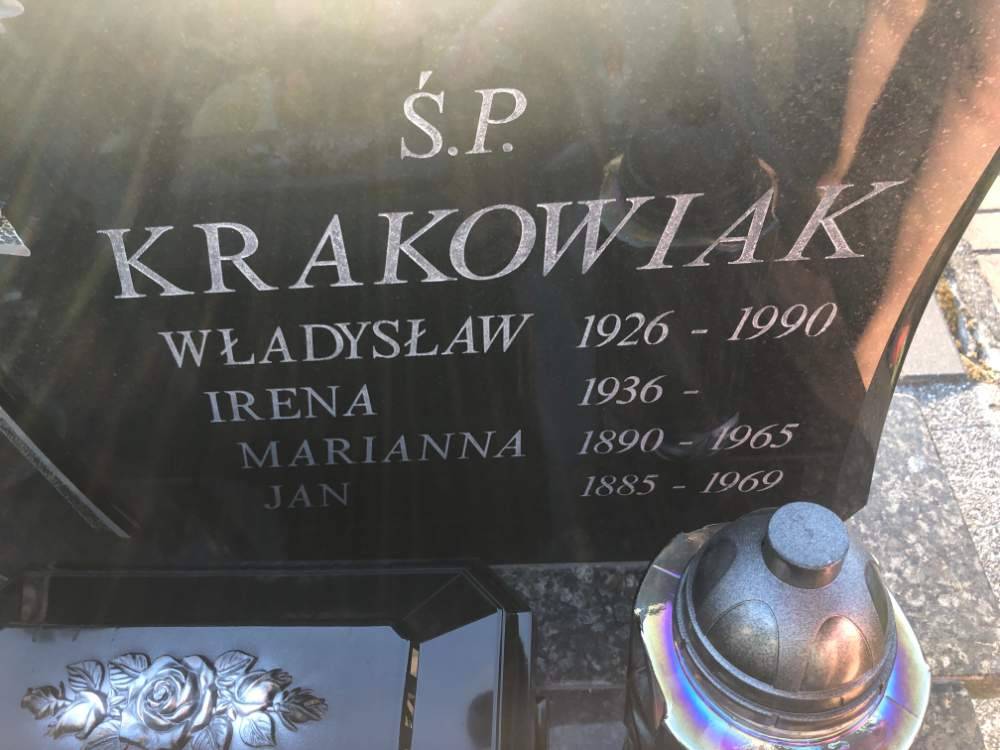 Ś.P.
KRAKOWIAK
WŁADYSŁAW 1926 - 1990
IRENA 1936 -
MARIANNA 1890 - 1965
JAN 1885 - 1969